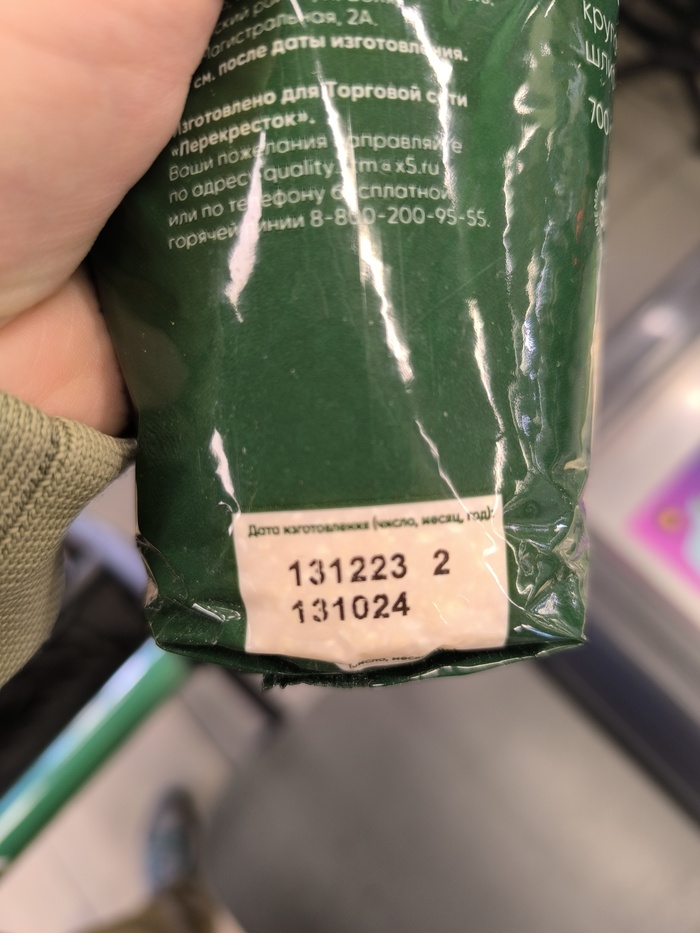 Магистральная, 2А.
см. после даты изготовления.
Изготовлено для Торговой сети
«Перекресток».
Ваши пожелания направляйте
по адресу quality
x5.ru
или по телефону бесплатной
горячей линии 8-800-200-95-55.
700
Дата изготовления (число, месяц, год):
131223 2
131024